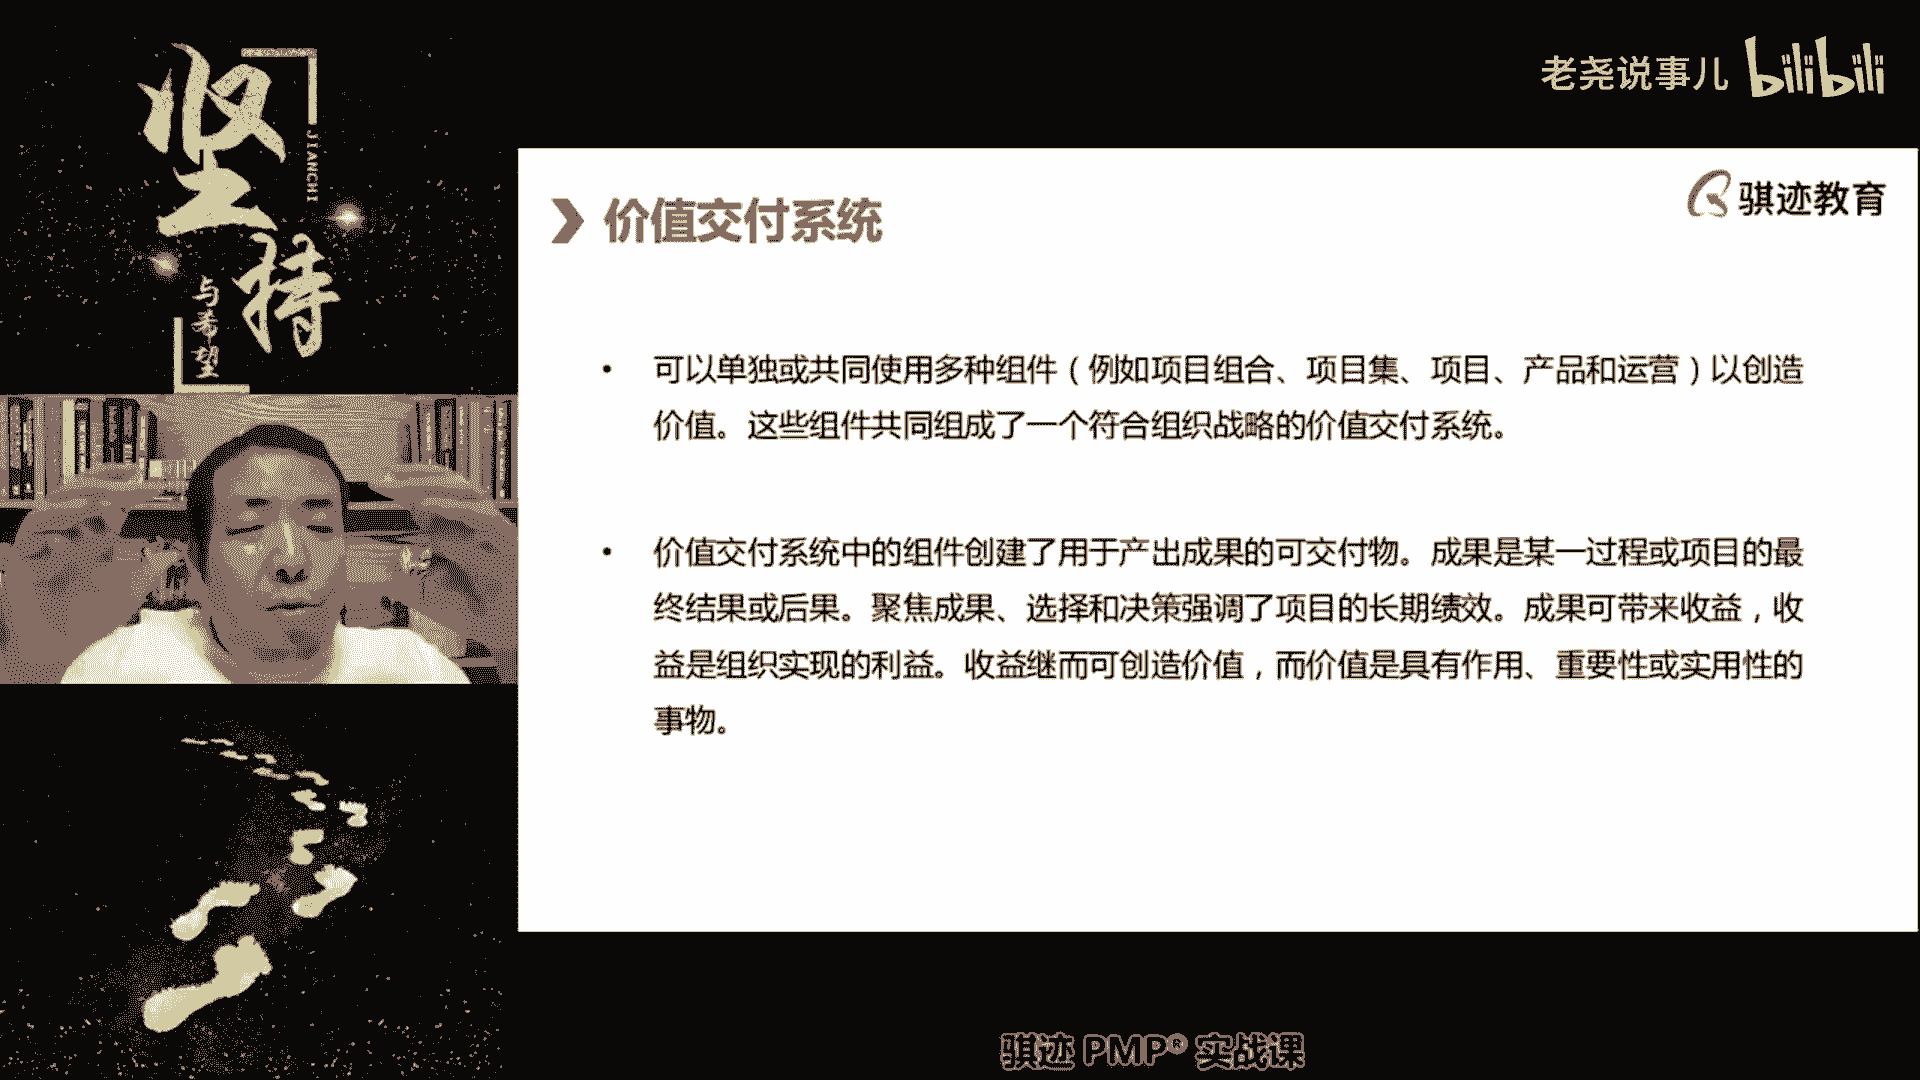 坚持
JIANCHI
与希望
老尧说事儿 bilibili
骐迹教育
价值交付系统
• 可以单独或共同使用多种组件（例如项目组合、项目集、项目、产品和运营）以创造
价值。这些组件共同组成了一个符合组织战略的价值交付系统。
• 价值交付系统中的组件创建了用于产出成果的可交付物。成果是某一过程或项目的最
终结果或后果。聚焦成果、选择和决策强调了项目的长期绩效。成果可带来收益，收
益是组织实现的利益。收益继而可创造价值，而价值是具有作用、重要性或实用性的
事物。
骐迹 PMP® 实战课